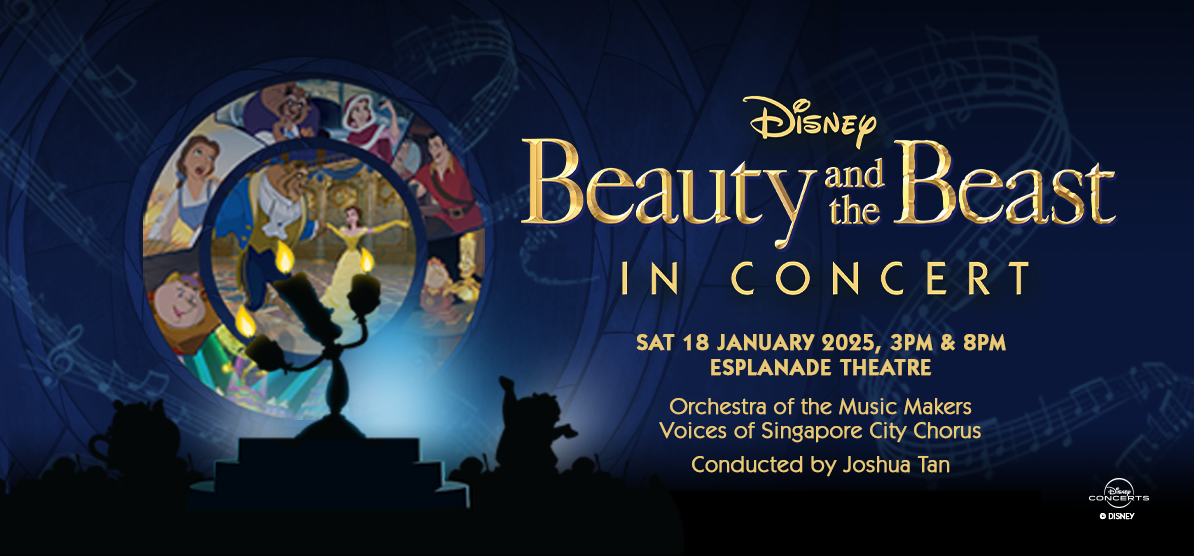 Disney
Beauty and the Beast
IN CONCERT
SAT 18 JANUARY 2025, 3PM & 8PM
ESPLANADE THEATRE
Orchestra of the Music Makers
Voices of Singapore City Chorus
Conducted by Joshua Tan
Disney
CONCERTS
© DISNEY